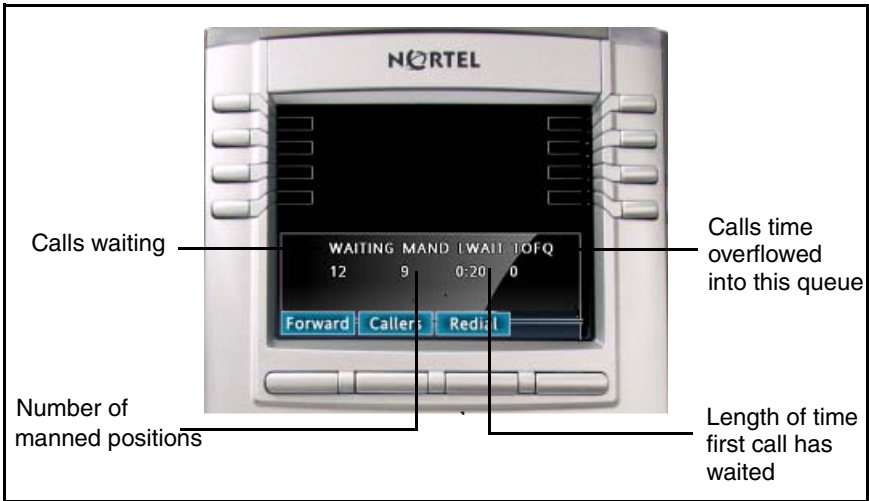 NORTEL
WAITING MAND LWAIT TOFQ
12 9 0:20 0
Forward Callers Redial
Calls waiting
Calls time
overflowed
into this queue
Number of
manned positions
Length of time
first call has
waited